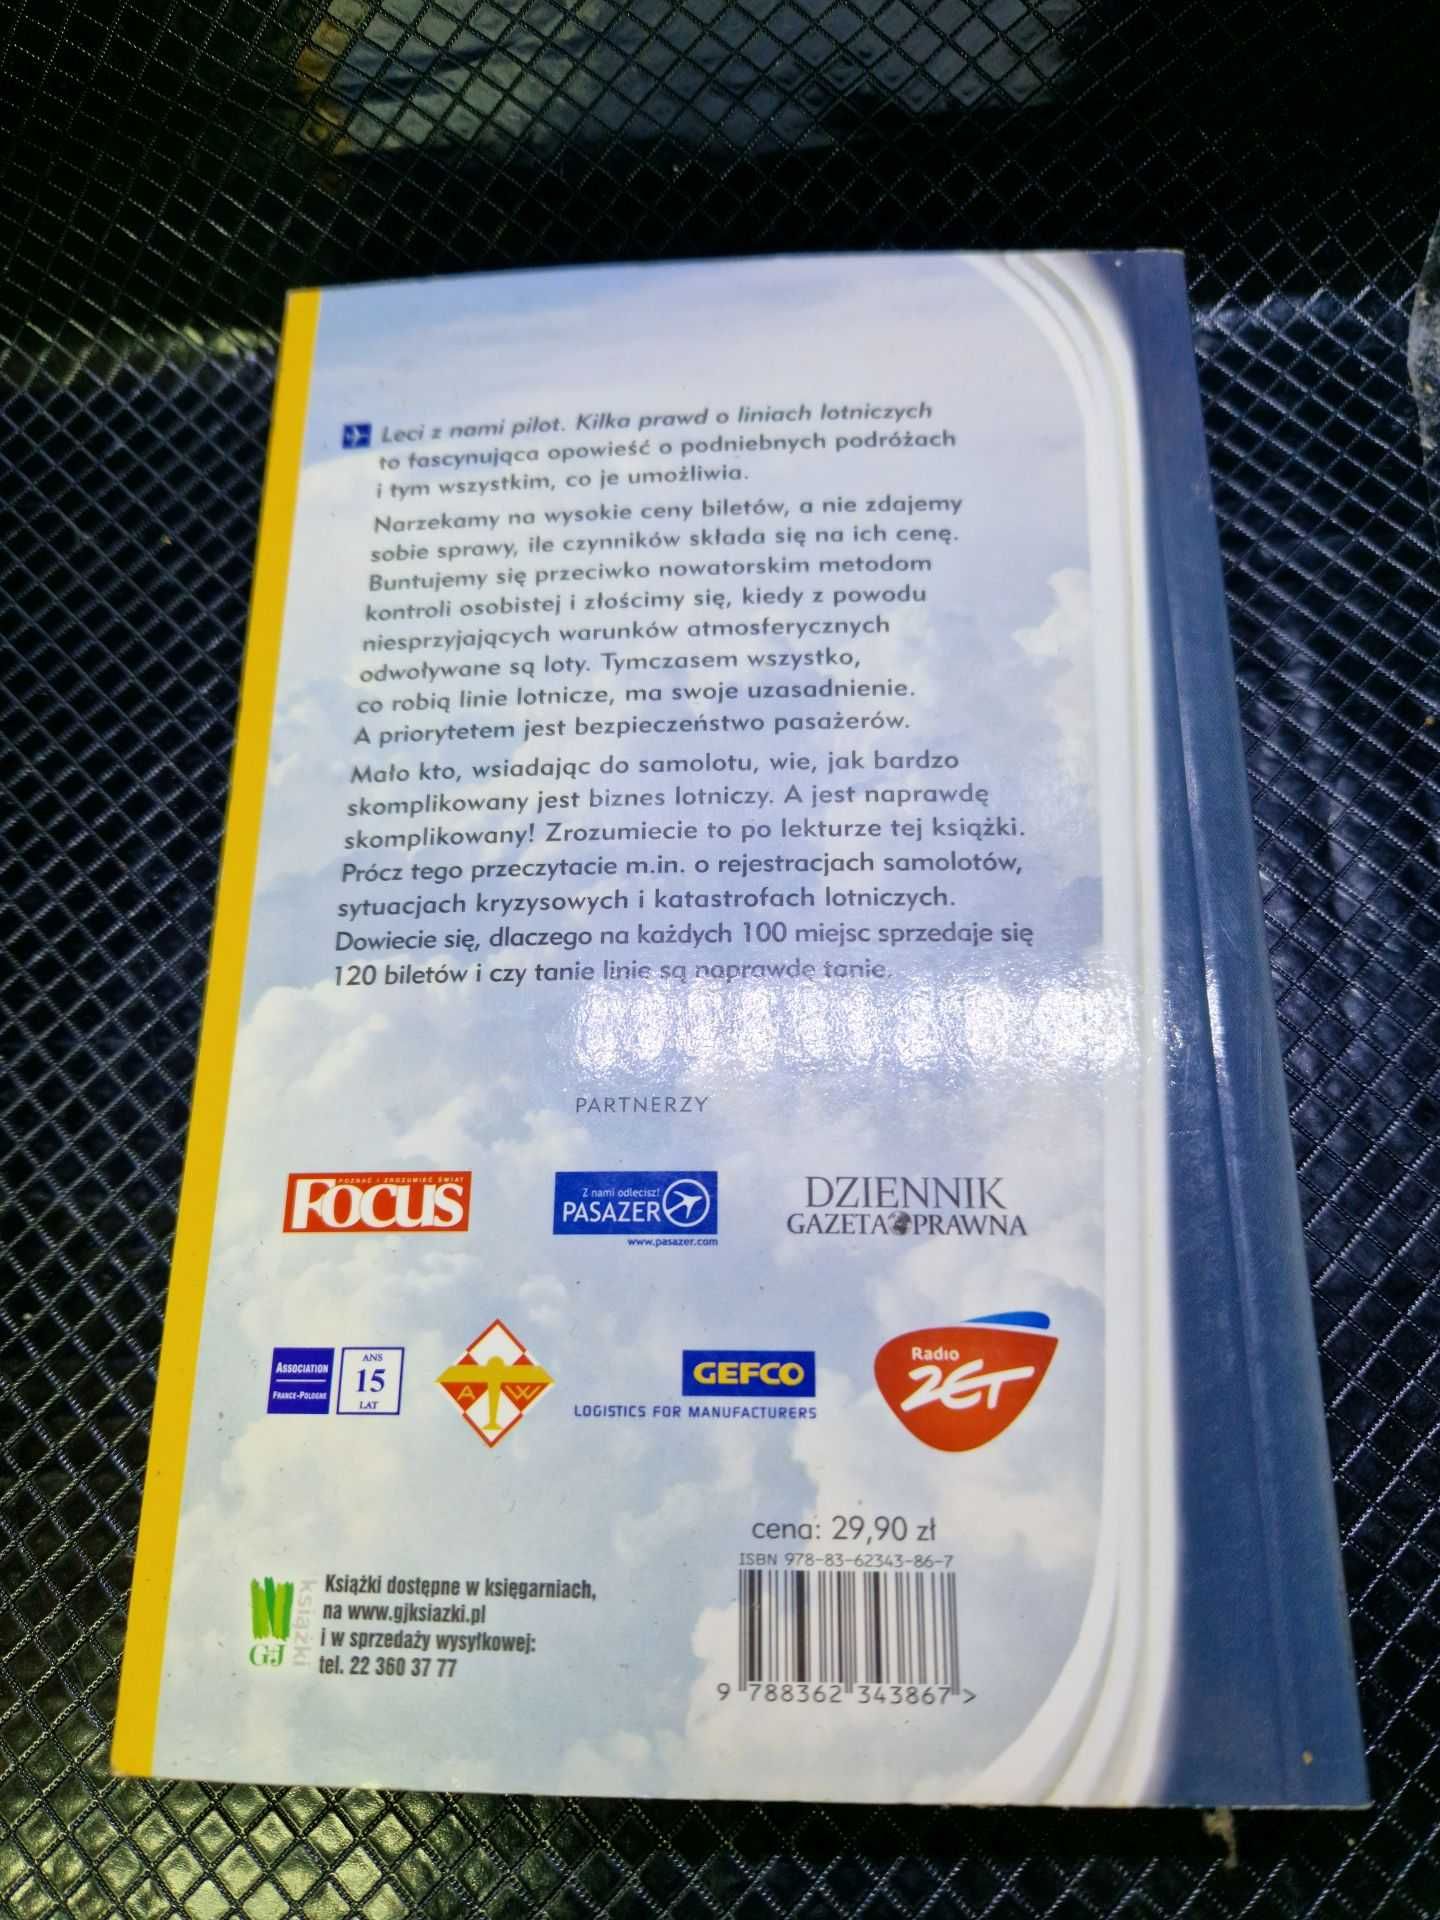 Leci z nami pilot. Kilka prawd o liniach lotniczych
to fascynująca opowieść o podniebnych podróżach
i tym wszystkim, co je umożliwia.
Narzekamy na wysokie ceny biletów, a nie zdajemy
sobie sprawy, ile czynników składa się na ich cenę.
Buntujemy się przeciwko nowatorskim metodom
kontroli osobistej i złościmy się, kiedy z powodu
niesprzyjających warunków atmosferycznych
odwoływane są loty. Tymczasem wszystko,
co robią linie lotnicze, ma swoje uzasadnienie.
A priorytetem jest bezpieczeństwo pasażerów.
Mało kto, wsiadając do samolotu, wie, jak bardzo
skomplikowany jest biznes lotniczy. A jest naprawdę
skomplikowany! Zrozumiecie to po lekturze tej książki.
Prócz tego przeczytacie m.in. o rejestracjach samolotów,
sytuacjach kryzysowych i katastrofach lotniczych.
Dowiecie się, dlaczego na każdych 100 miejsc sprzedaje się
120 biletów i czy tanie linie są naprawdę tanie.
PARTNERZY
POZNAĆ I ZROZUMIEĆ ŚWIAT
FOCUS
Z nami odlecisz!
PASAZER
www.pasazer.com
DZIENNIK
GAZETA PRAWNA
ASSOCIATION
FRANCE-POLOGNE
ANS
15
LAT
A W
GEFCO
LOGISTICS FOR MANUFACTURERS
Radio
ZET
cena: 29,90 zł
ISBN 978-83-62343-86-7
9 788362 343867 >
G+J
książki
Książki dostępne w księgarniach,
na www.gjksiazki.pl
i w sprzedaży wysyłkowej:
tel. 22 360 37 77